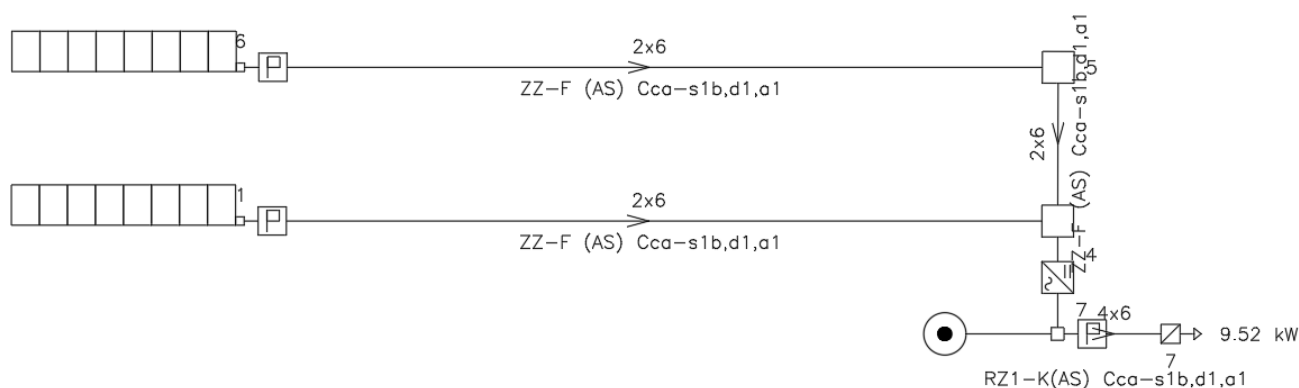 6
P
2x6
ZZ-F (AS) Cca-s1b,d1,a1
5
2x6
ZZ-F (AS) Cca-s1b,d1,a1
1
P
2x6
ZZ-F (AS) Cca-s1b,d1,a1
4
7
P
4x6
9.52 kW
7
RZ1-K(AS) Cca-s1b,d1,a1